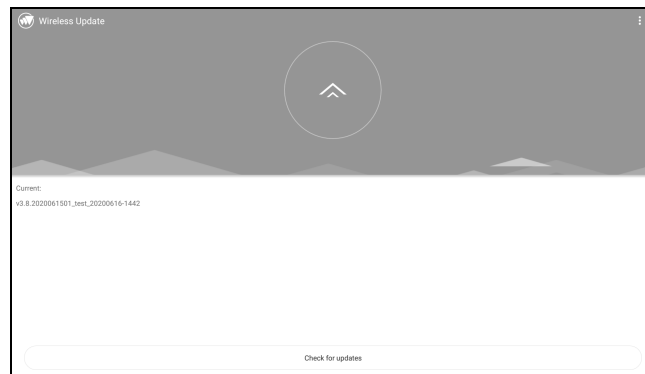 Wireless Update
Current:
v3.8.2020061501_test_20200616-1442
Check for updates